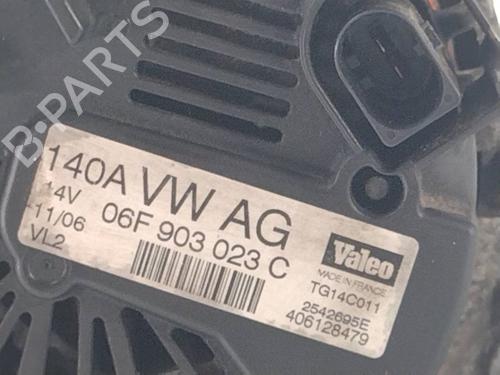 B-PARTS
140A VW AG
14V
06F 903 023 C
11/06
VL2
Valeo
MADE IN FRANCE
TG14C011
2542695E
406128479